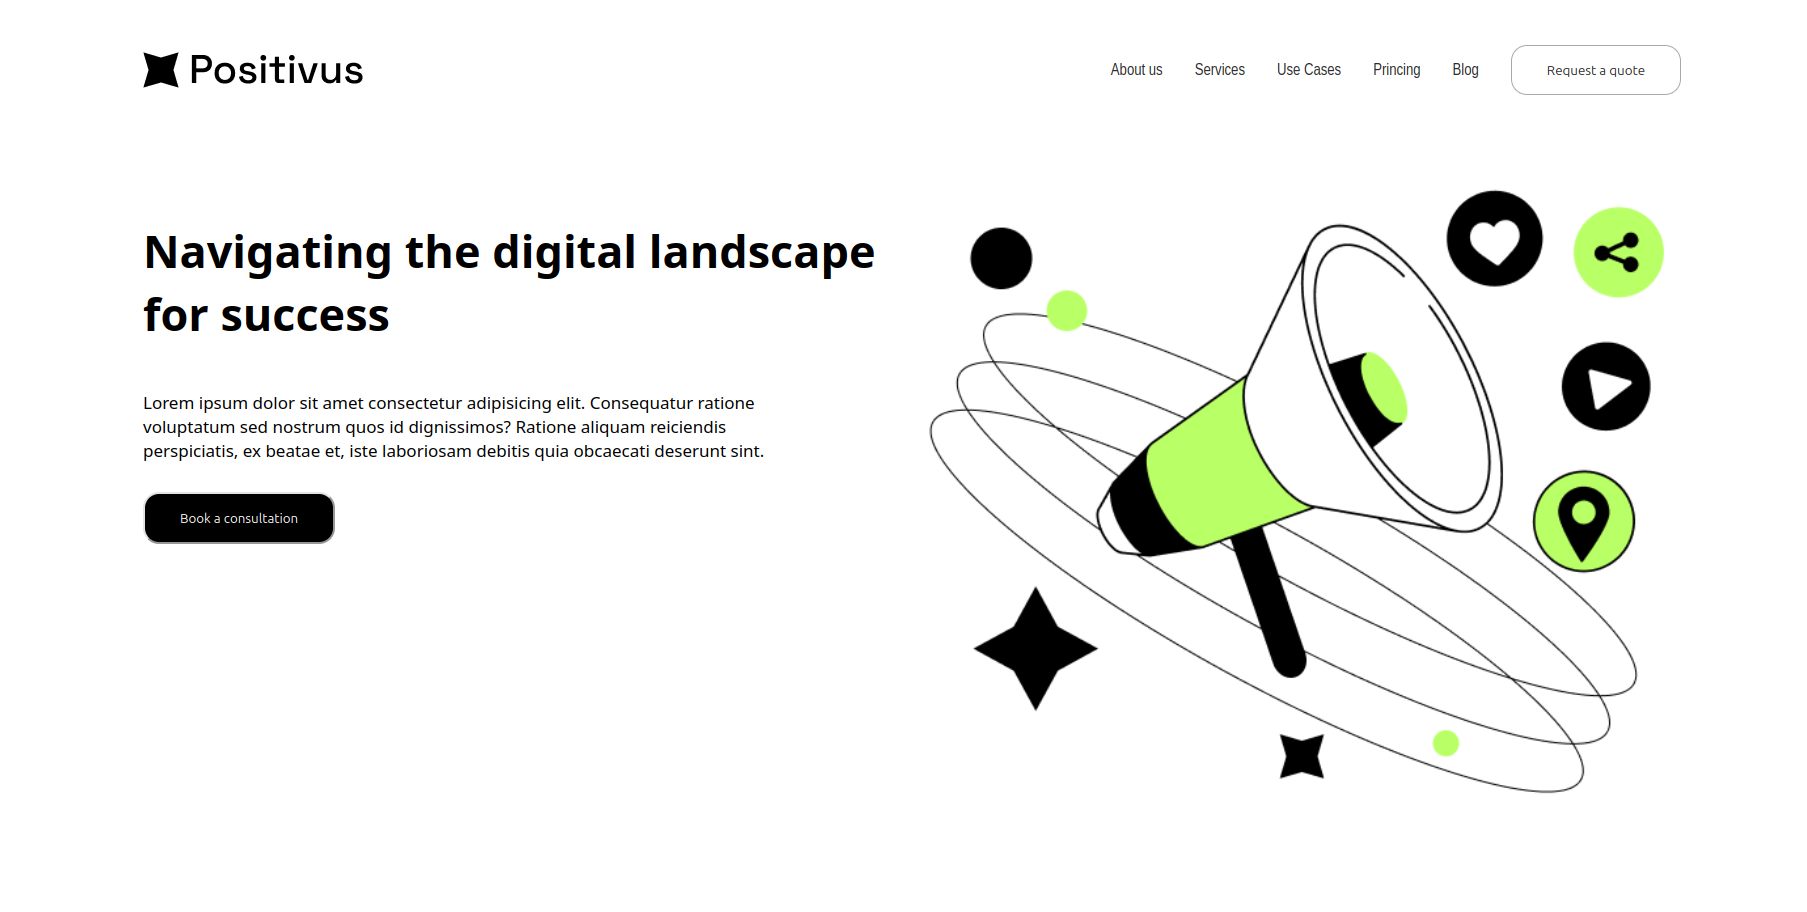 Positivus
About us Services Use Cases Princing Blog Request a quote
Navigating the digital landscape
for success
Lorem ipsum dolor sit amet consectetur adipisicing elit. Consequatur ratione
voluptatum sed nostrum quos id dignissimos? Ratione aliquam reiciendis
perspiciatis, ex beatae et, iste laboriosam debitis quia obcaecati deserunt sint.
Book a consultation